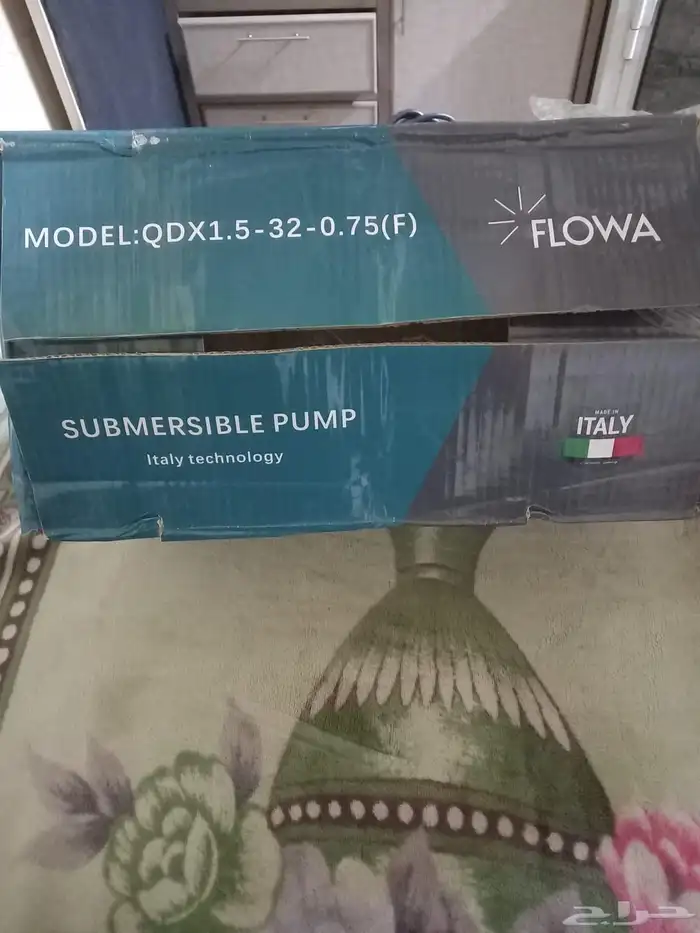 MODEL:QDX1.5-32-0.75(F)
FLOWA
SUBMERSIBLE PUMP
Italy technology
MADE IN
ITALY
حراج